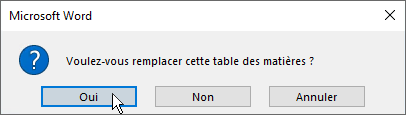 Microsoft Word
Voulez-vous remplacer cette table des matières ?
Oui Non Annuler